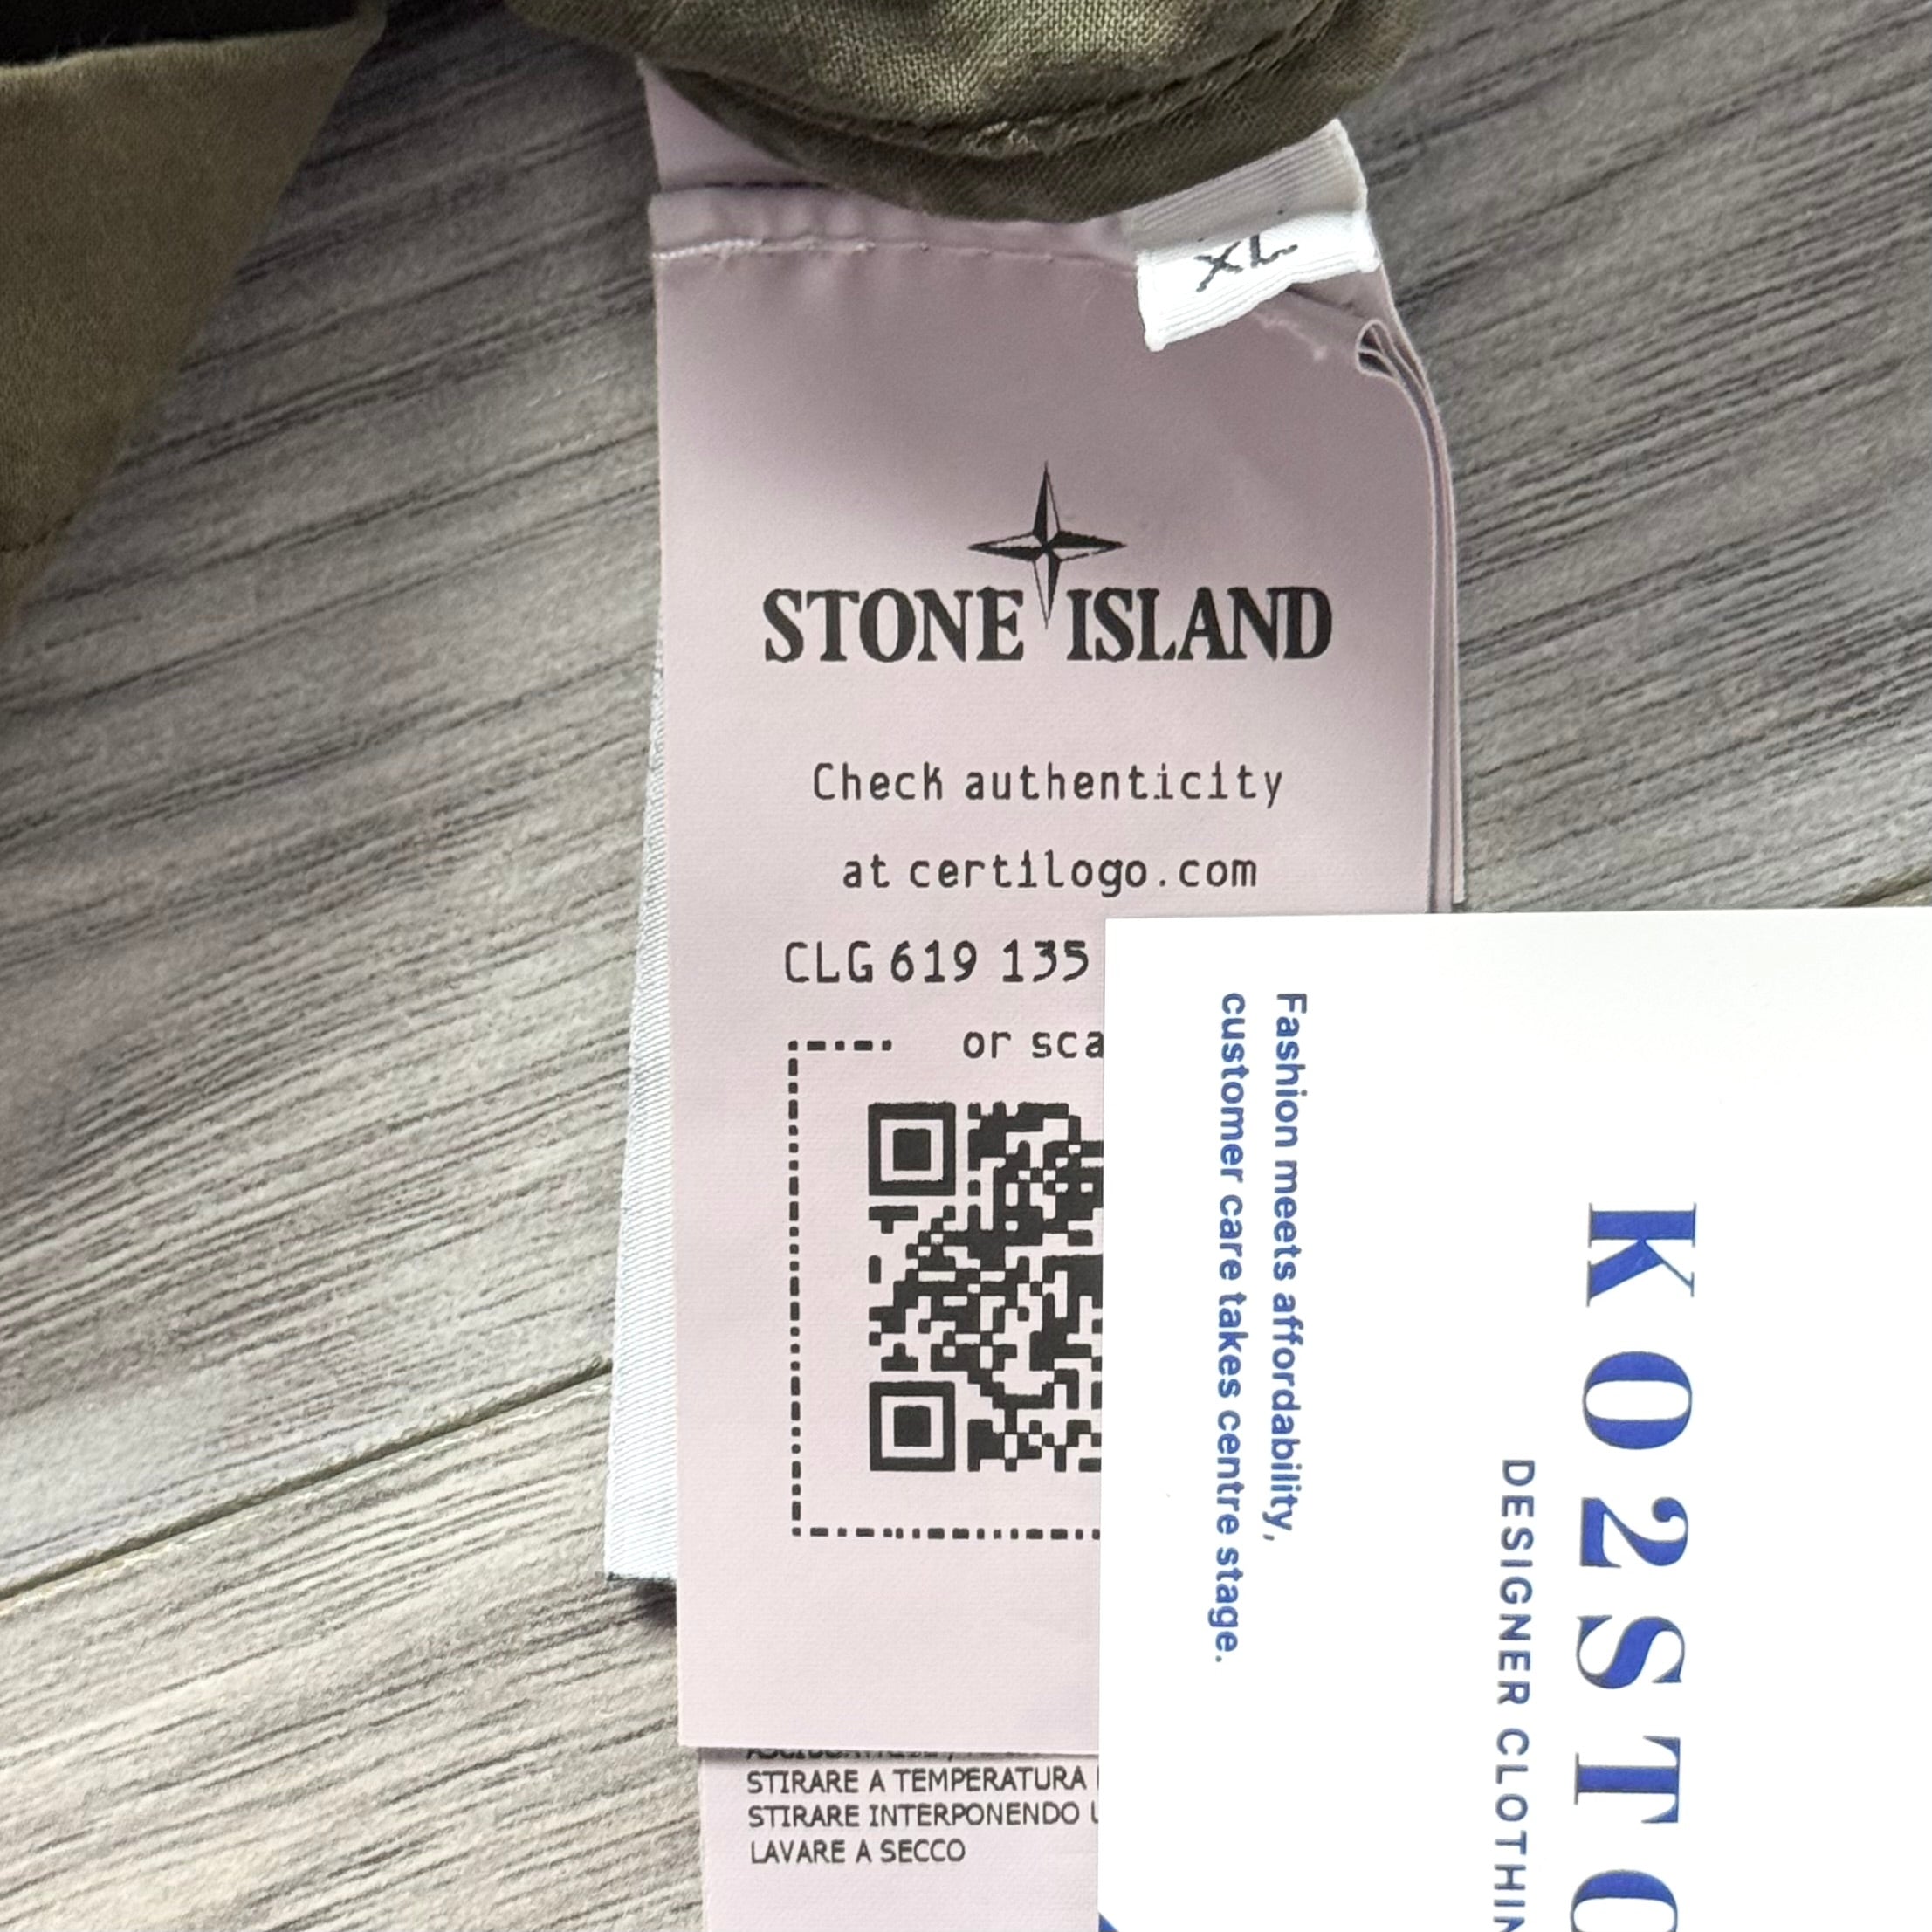 XL
STONE ISLAND
Check authenticity
at certilogo.com
CLG 619 135
or sca
STIRARE A TEMPERATURA
STIRARE INTERPONENDO
LAVARE A SECCO
Fashion meets affordability,
customer care takes centre stage.
KO2STO
DESIGNER CLOTHIN